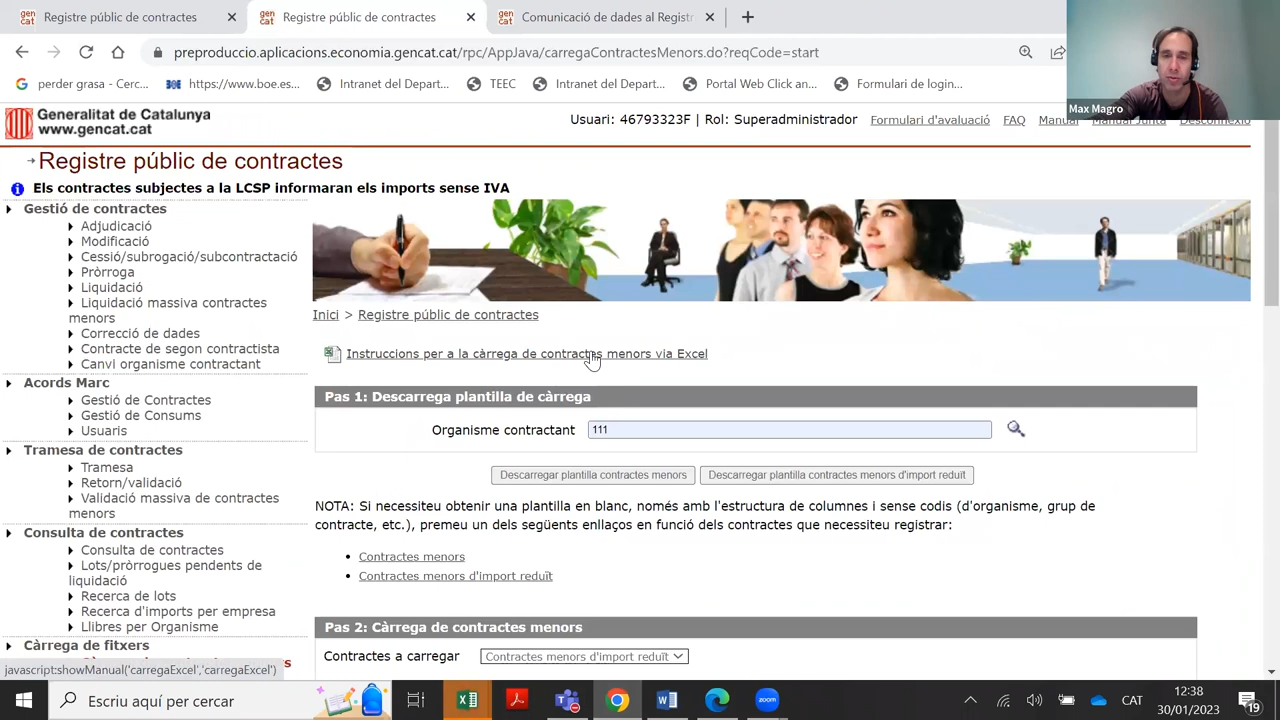 Registre públic de contractes
Registre públic de contractes
Comunicació de dades al Registr
preproduccio.aplicacions.economia.gencat.cat/rpc/AppJava/carregaContractesMenors.do?reqCode=start
perder grasa - Cerc...
https://www.boe.es...
Intranet del Depart...
TEEC
Intranet del Depart...
Portal Web Click an...
Formulari de login...
Max Magro
Generalitat de Catalunya
www.gencat.cat
Usuari: 46793323F | Rol: Superadministrador
Formulari d'avaluació
FAQ
Manual
Manual Junta
Desconnexió
Registre públic de contractes
Els contractes subjectes a la LCSP informaran els imports sense IVA
Gestió de contractes
Adjudicació
Modificació
Cessió/subrogació/subcontractació
Pròrroga
Liquidació
Liquidació massiva contractes
menors
Correcció de dades
Contracte de segon contractista
Canvi organisme contractant
Acords Marc
Gestió de Contractes
Gestió de Consums
Usuaris
Tramesa de contractes
Tramesa
Retorn/validació
Validació massiva de contractes
menors
Consulta de contractes
Consulta de contractes
Lots/pròrrogues pendents de
liquidació
Recerca de lots
Recerca d'imports per empresa
Llibres per Organisme
Càrrega de fitxers
Inici > Registre públic de contractes
Instruccions per a la càrrega de contractes menors via Excel
Pas 1: Descarrega plantilla de càrrega
Organisme contractant
111
Descarregar plantilla contractes menors
Descarregar plantilla contractes menors d'import reduït
NOTA: Si necessiteu obtenir una plantilla en blanc, només amb l'estructura de columnes i sense codis (d'organisme, grup de
contracte, etc.), premeu un dels següents enllaços en funció dels contractes que necessiteu registrar:
Contractes menors
Contractes menors d'import reduït
Pas 2: Càrrega de contractes menors
Contractes a carregar
Contractes menors d'import reduït
javascript:showManual('carregaExcel','carregaExcel')
Escriu aquí per cercar
CAT
12:38
30/01/2023
19